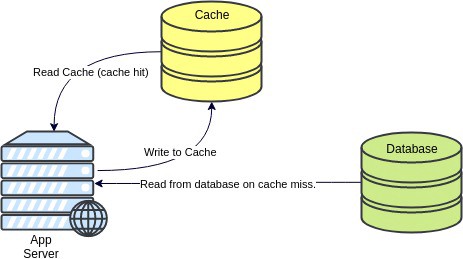 Cache
Read Cache (cache hit)
Write to Cache
Database
Read from database on cache miss.
App
Server